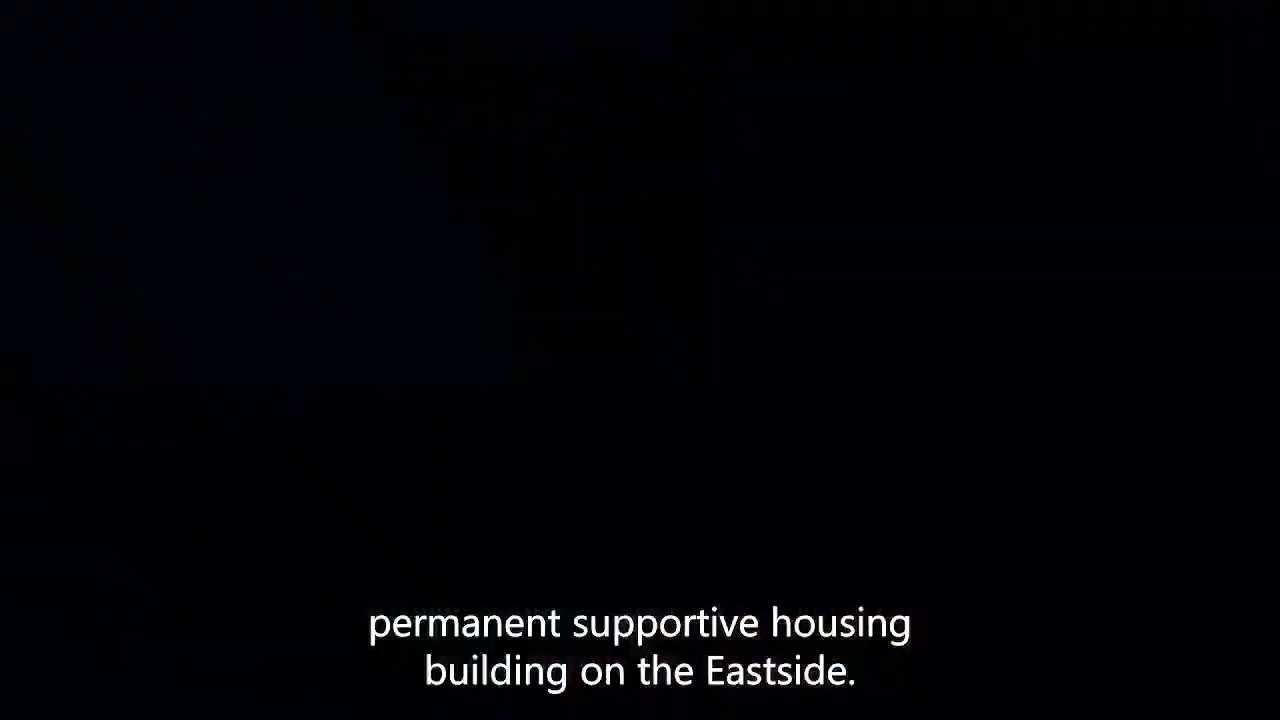 permanent supportive housing
building on the Eastside.